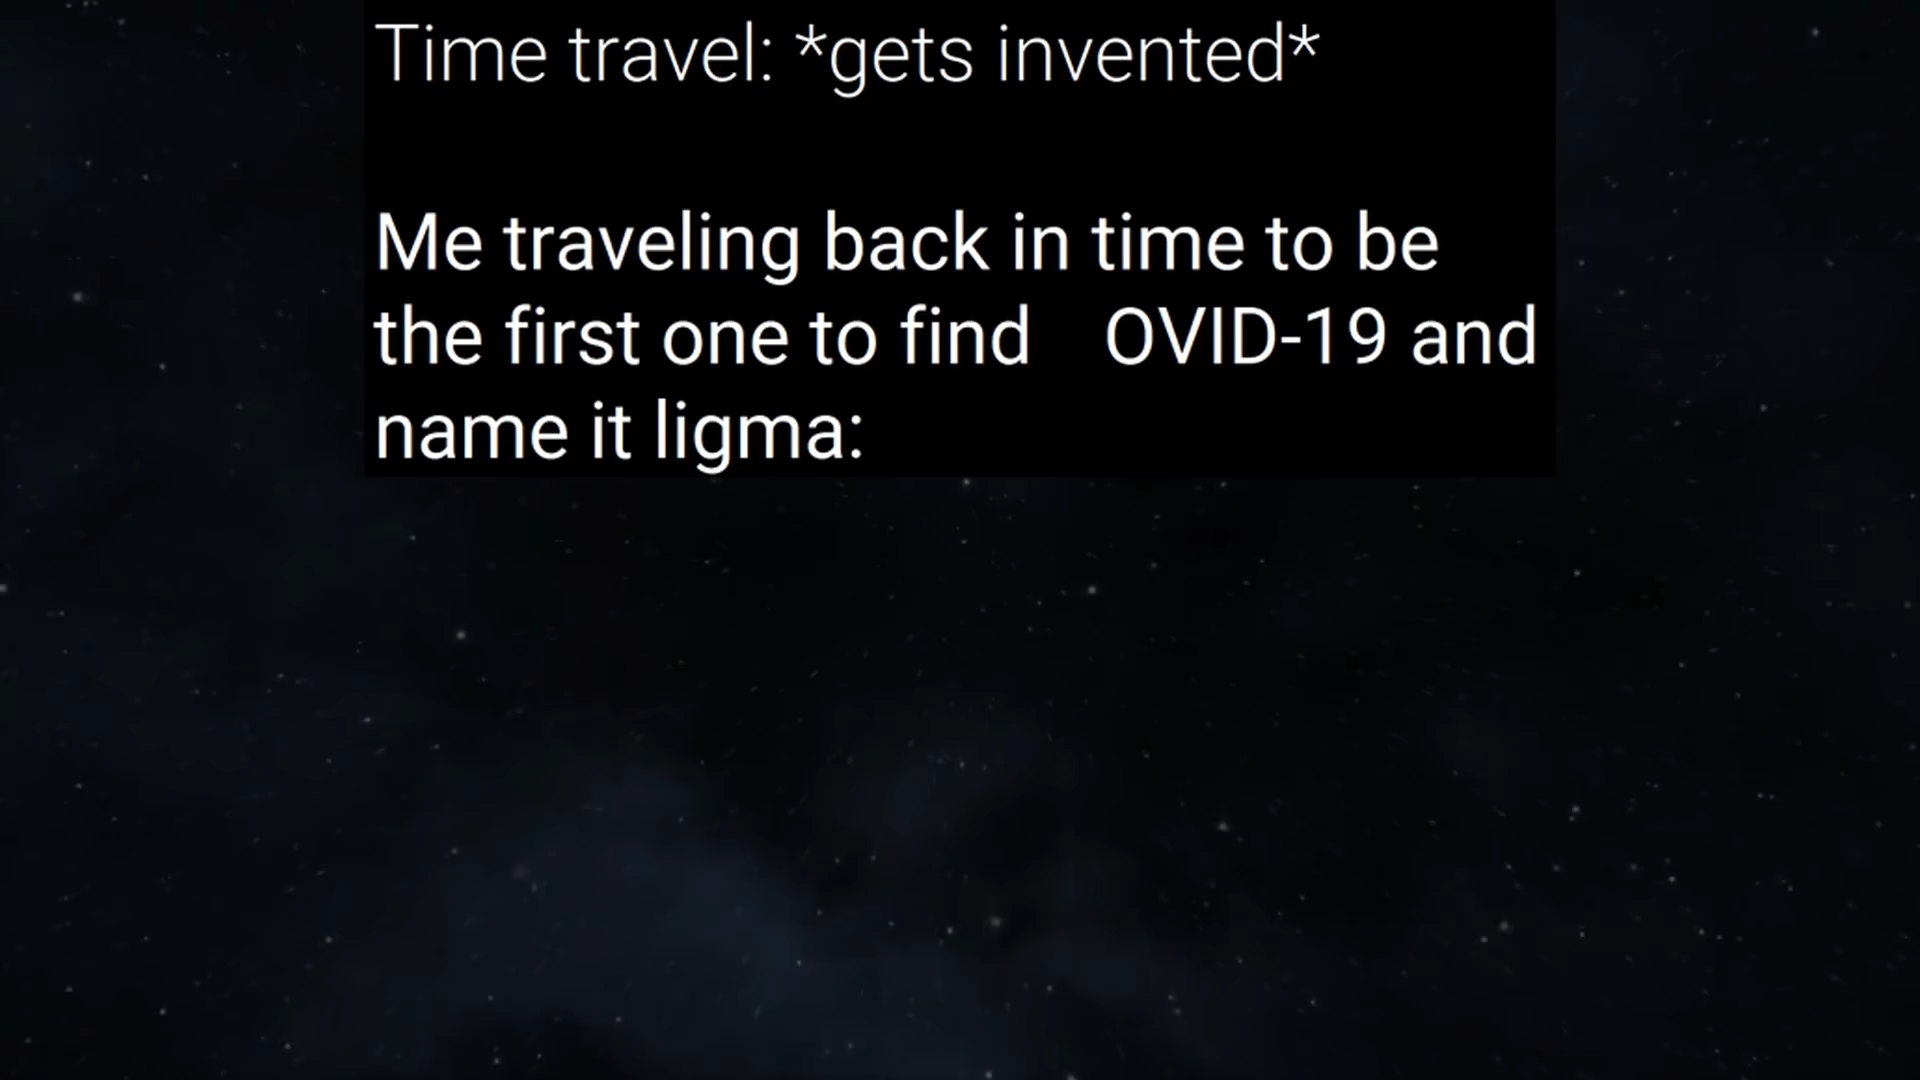 Time travel: *gets invented*
Me traveling back in time to be
the first one to find OVID-19 and
name it ligma: